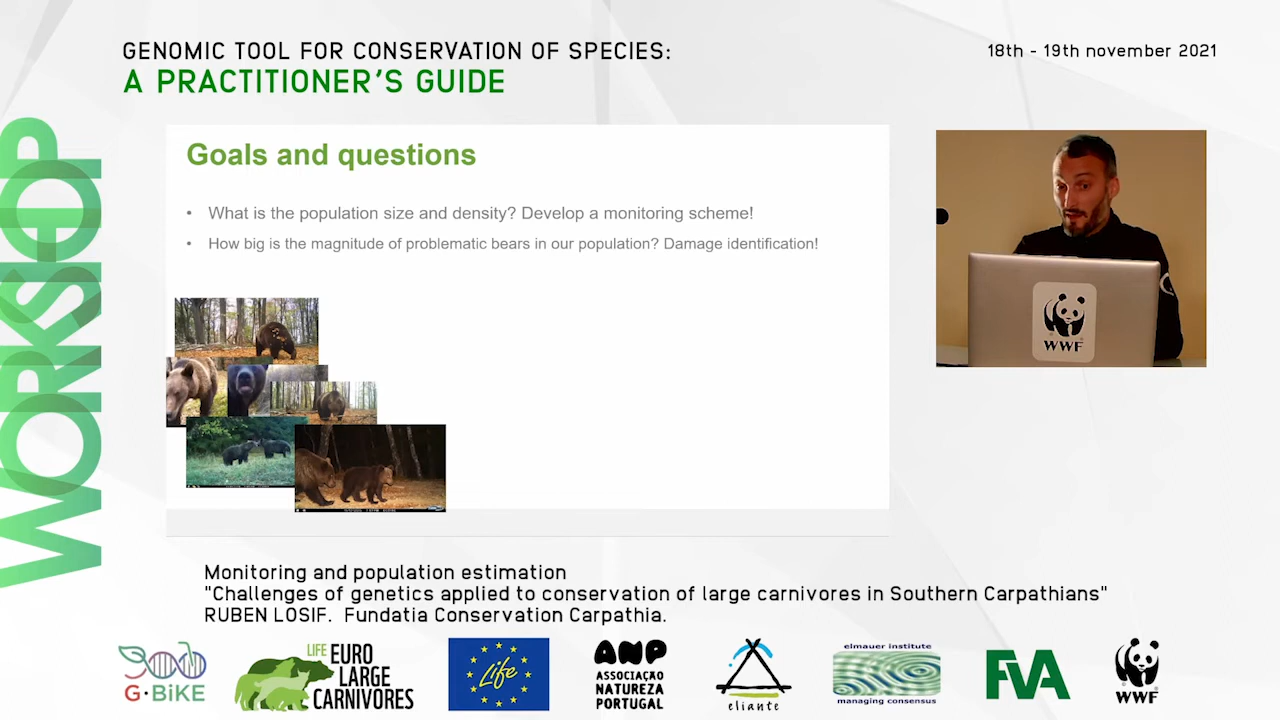 GENOMIC TOOL FOR CONSERVATION OF SPECIES:
A PRACTITIONER'S GUIDE
18th - 19th november 2021
WORKSHOP
Goals and questions
• What is the population size and density? Develop a monitoring scheme!
• How big is the magnitude of problematic bears in our population? Damage identification!
WWF
Monitoring and population estimation
"Challenges of genetics applied to conservation of large carnivores in Southern Carpathians"
RUBEN LOSIF. Fundatia Conservation Carpathia.
G·BiKE
LIFE EURO
LARGE
CARNIVORES
Life
ANP
ASSOCIAÇÃO
NATUREZA
PORTUGAL
eliante
elmauer institute
managing consensus
FVA
WWF